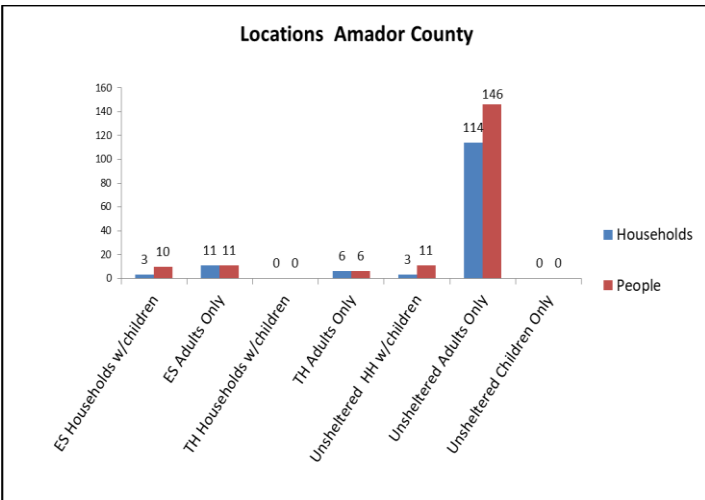 Locations Amador County
160
140
120
100
80
60
40
20
0
3 10
11 11
0 0
6 6
3 11
114 146
0 0
ES Households w/children
ES Adults Only
TH Households w/children
TH Adults Only
Unsheltered HH w/children
Unsheltered Adults Only
Unsheltered Children Only
Households
People